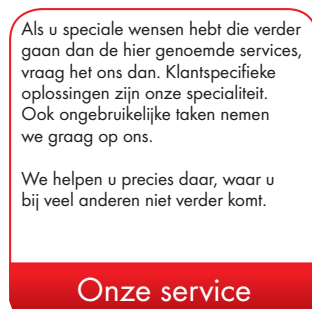 Als u speciale wensen hebt die verder
gaan dan de hier genoemde services,
vraag het ons dan. Klantspecifieke
oplossingen zijn onze specialiteit.
Ook ongebruikelijke taken nemen
we graag op ons.
We helpen u precies daar, waar u
bij veel anderen niet verder komt.
Onze service